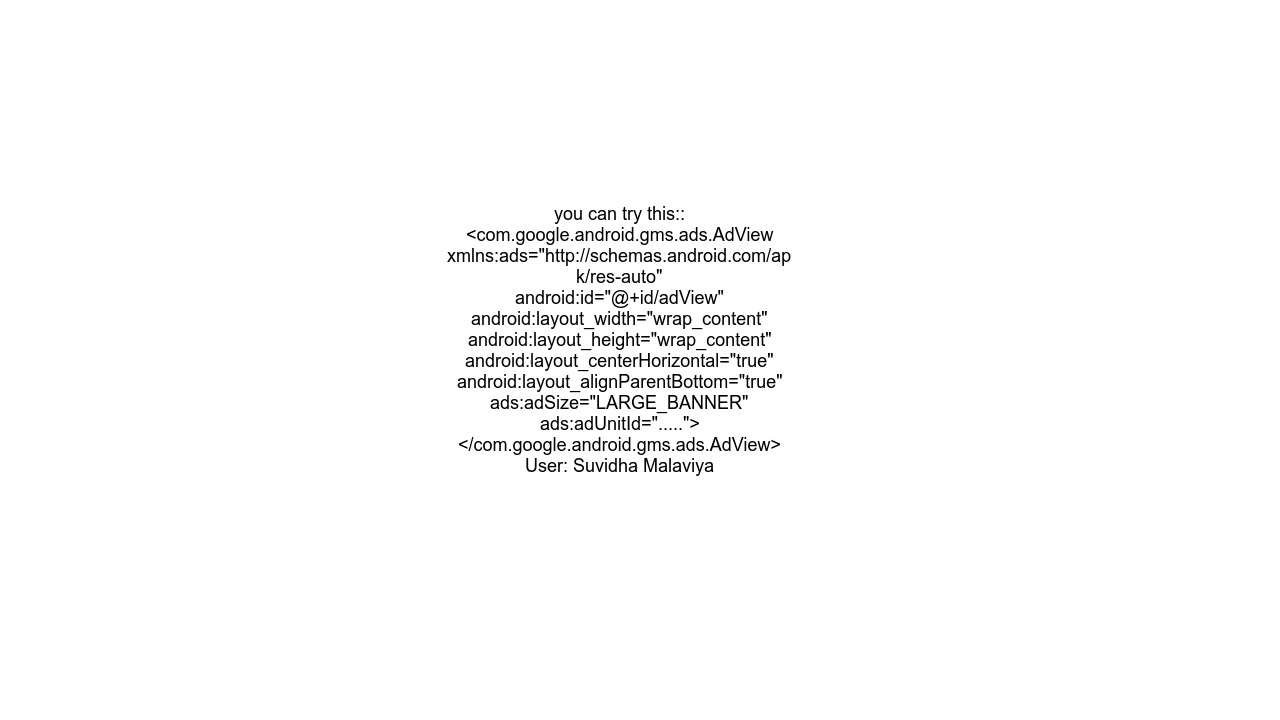 you can try this::
<com.google.android.gms.ads.AdView
xmlns:ads="http://schemas.android.com/ap
k/res-auto"
android:id="@+id/adView"
android:layout_width="wrap_content"
android:layout_height="wrap_content"
android:layout_centerHorizontal="true"
android:layout_alignParentBottom="true"
ads:adSize="LARGE_BANNER"
ads:adUnitId=".....">
</com.google.android.gms.ads.AdView>
User: Suvidha Malaviya